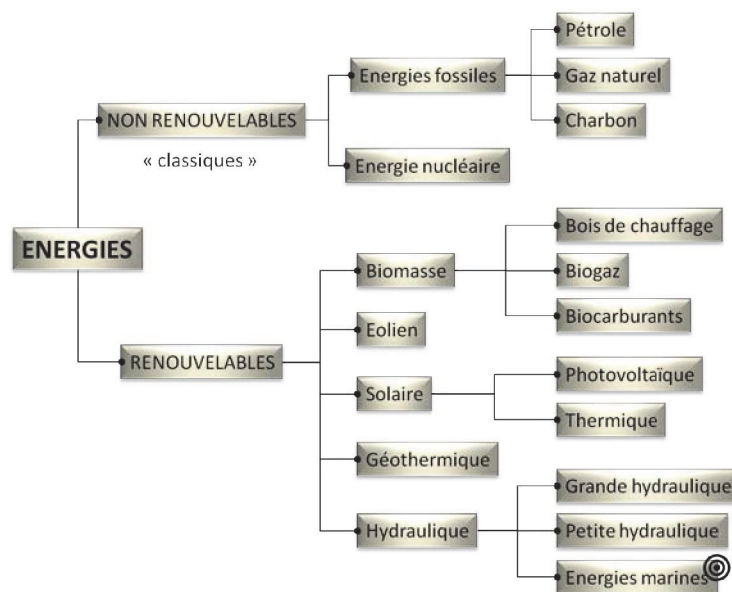 ENERGIES
NON RENOUVELABLES
« classiques »
Energies fossiles
Pétrole
Gaz naturel
Charbon
Energie nucléaire
RENOUVELABLES
Biomasse
Bois de chauffage
Biogaz
Biocarburants
Eolien
Solaire
Photovoltaïque
Thermique
Géothermique
Hydraulique
Grande hydraulique
Petite hydraulique
Energies marines